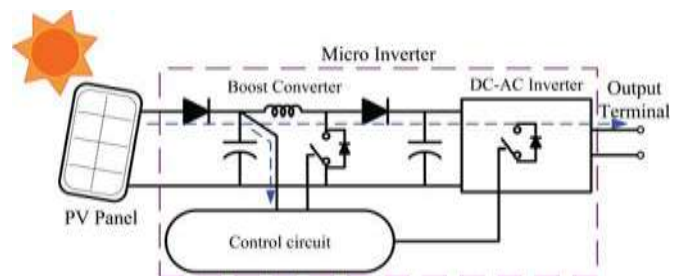 Micro Inverter
Boost Converter
DC-AC Inverter
Output
Terminal
PV Panel
Control circuit